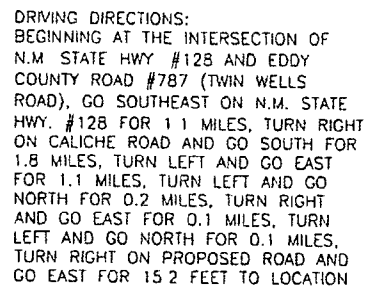 DRIVING DIRECTIONS:
BEGINNING AT THE INTERSECTION OF
N.M STATE HWY #128 AND EDDY
COUNTY ROAD #787 (TWIN WELLS
ROAD), GO SOUTHEAST ON N.M. STATE
HWY. #128 FOR 1 1 MILES, TURN RIGHT
ON CALICHE ROAD AND GO SOUTH FOR
1.8 MILES, TURN LEFT AND GO EAST
FOR 1.1 MILES, TURN LEFT AND GO
NORTH FOR 0.2 MILES, TURN RIGHT
AND GO EAST FOR 0.1 MILES, TURN
LEFT AND GO NORTH FOR 0.1 MILES,
TURN RIGHT ON PROPOSED ROAD AND
GO EAST FOR 15 2 FEET TO LOCATION